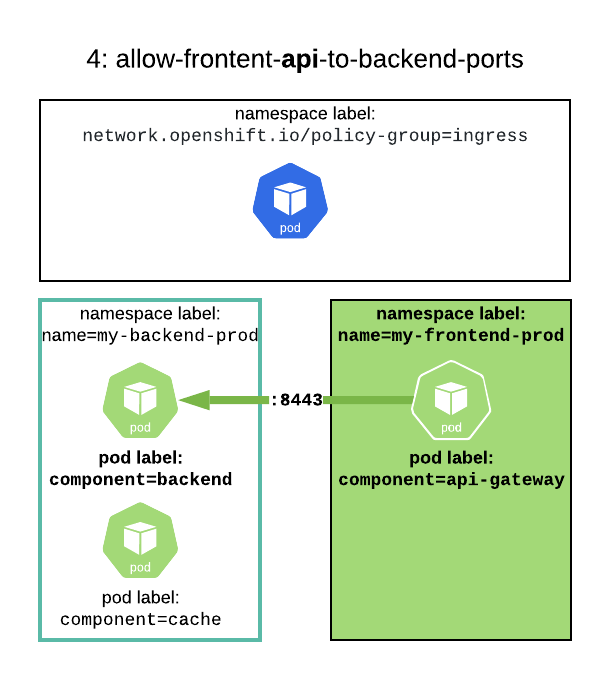 4: allow-frontent-api-to-backend-ports
namespace label:
network.openshift.io/policy-group=ingress
pod
namespace label:
name=my-backend-prod
pod
pod label:
component=backend
pod
pod label:
component=cache
:8443
namespace label:
name=my-frontend-prod
pod
pod label:
component=api-gateway